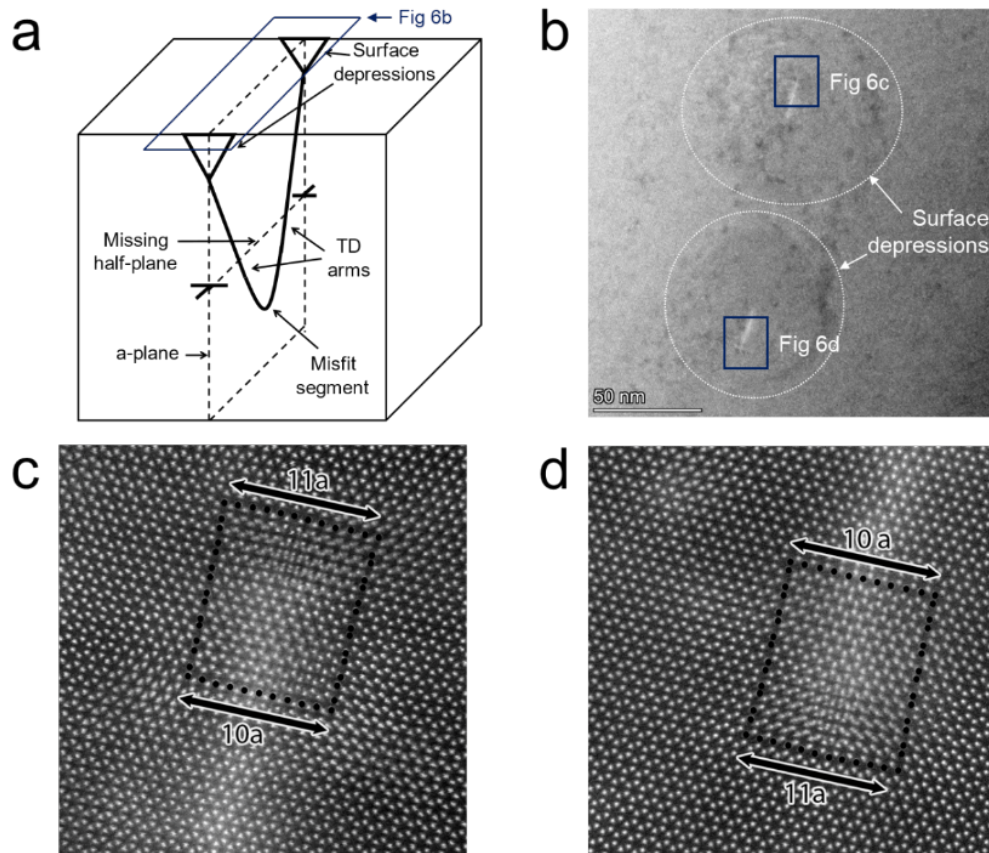 a
Fig 6b
Surface
depressions
Missing
half-plane
TD
arms
a-plane
Misfit
segment
b
Fig 6c
Surface
depressions
Fig 6d
50 nm
c
11a
10a
d
10 a
11a